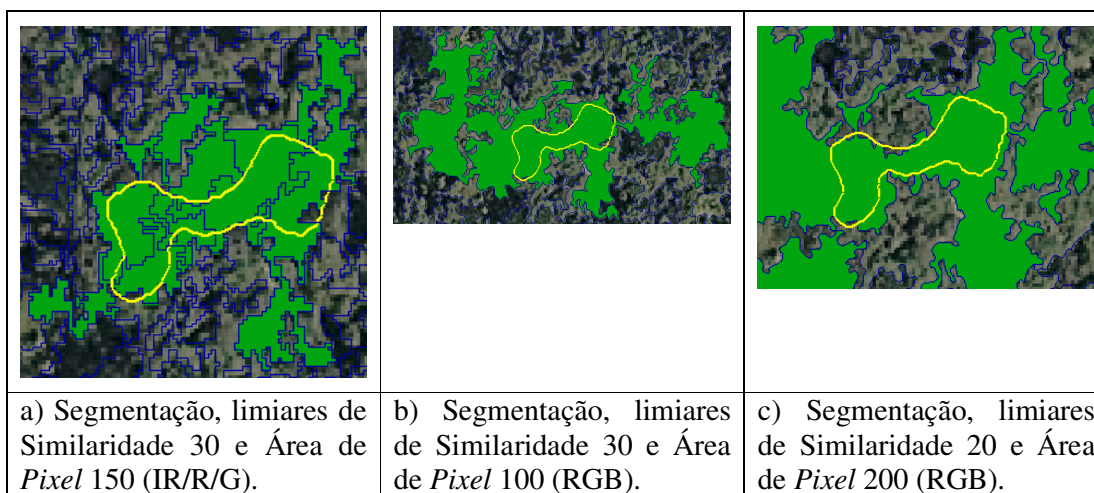 a) Segmentação, limiares de
Similaridade 30 e Área de
Pixel 150 (IR/R/G).
b) Segmentação, limiares
de Similaridade 30 e Área
de Pixel 100 (RGB).
c) Segmentação, limiares
de Similaridade 20 e Área
de Pixel 200 (RGB).